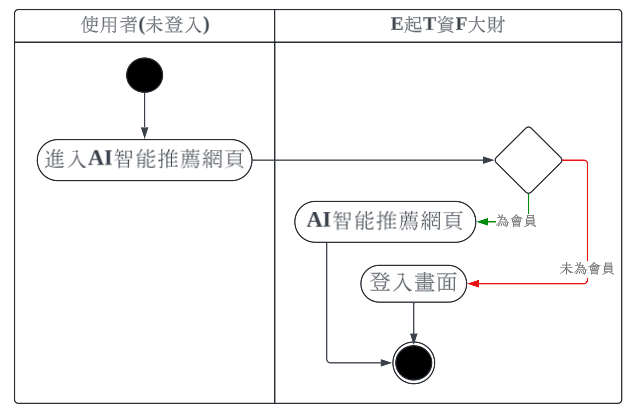 使用者(未登入)
E起T資F大財
進入AI智能推薦網頁
AI智能推薦網頁
為會員
未為會員
登入畫面